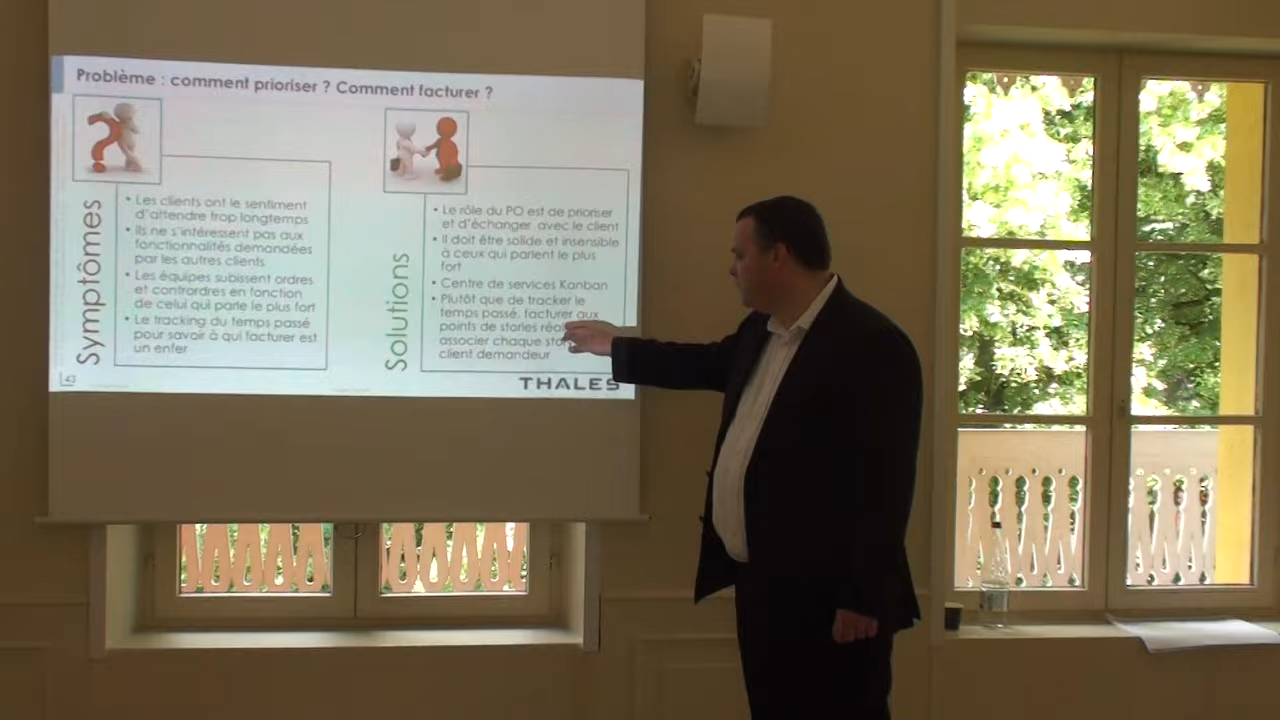 Problème : comment prioriser ? Comment facturer ?
Symptômes
• Les clients ont le sentiment
d'attendre trop longtemps
• Ils ne s'intéressent pas aux
fonctionnalités demandées
par les autres clients
• Les équipes subissent ordres
et contrordres en fonction
de celui qui parle le plus fort
• Le tracking du temps passé
pour savoir à qui facturer est
un enfer
Solutions
• Le rôle du PO est de prioriser
et d'échanger avec le client
• Il doit être solide et insensible
à ceux qui parlent le plus
fort
• Centre de services Kanban
• Plutôt que de tracker le
temps passé, facturer aux
points de stories
associer chaque
client demandeur
43
THALES